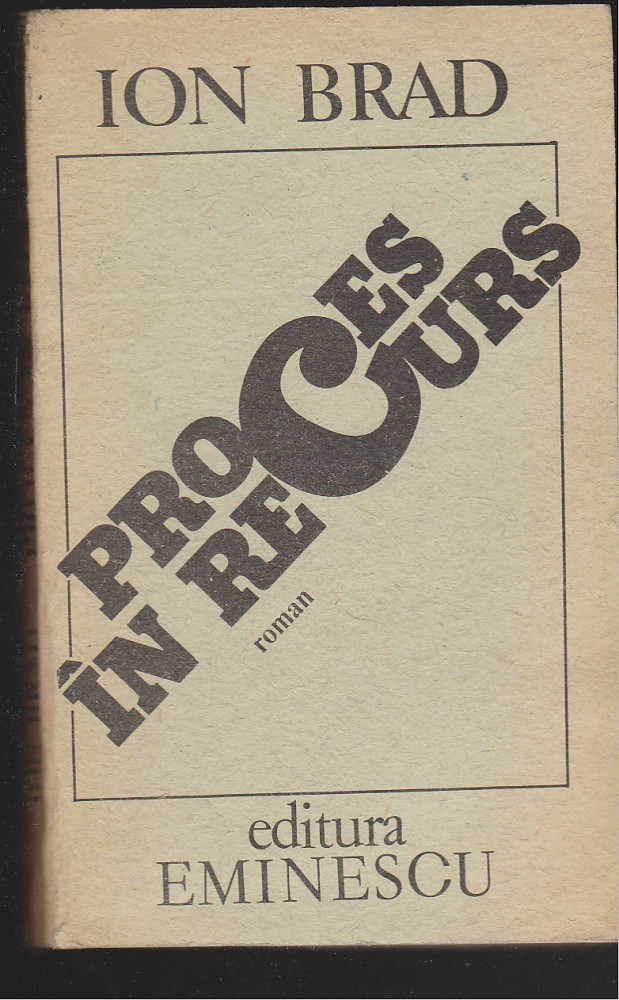 ION BRAD
PROCES
ÎN RECURS
roman
editura
EMINESCU